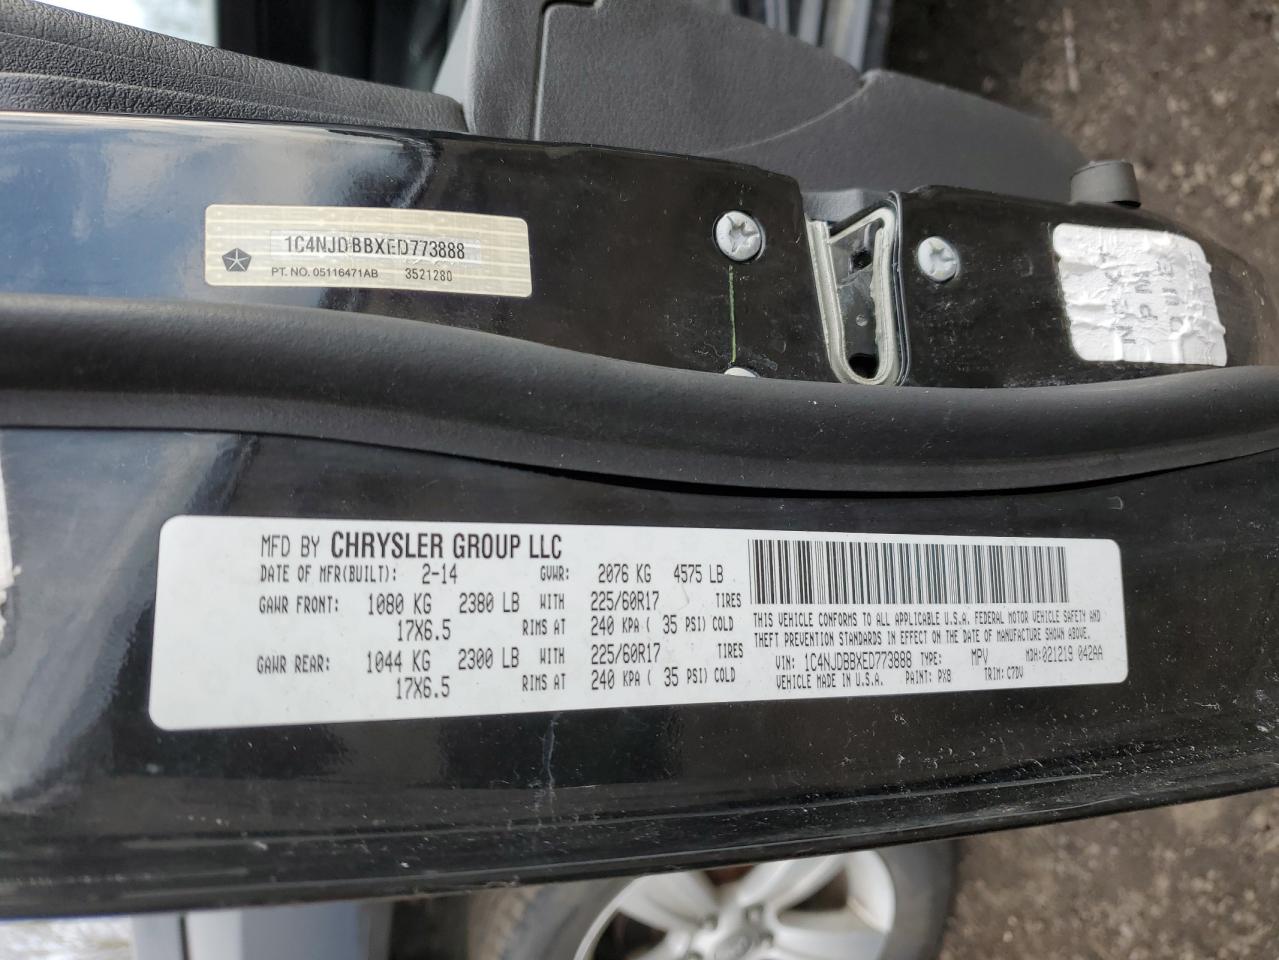 1C4NJDBBXED773888
PT. NO. 05116471AB 3521280
MFD BY CHRYSLER GROUP LLC
DATE OF MFR(BUILT): 2-14 GVWR: 2076 KG 4575 LB
GAWR FRONT: 1080 KG 2380 LB WITH 225/60R17 TIRES
17X6.5 RIMS AT 240 KPA ( 35 PSI) COLD
GAWR REAR: 1044 KG 2300 LB WITH 225/60R17 TIRES
17X6.5 RIMS AT 240 KPA ( 35 PSI) COLD
THIS VEHICLE CONFORMS TO ALL APPLICABLE U.S.A. FEDERAL MOTOR VEHICLE SAFETY AND
THEFT PREVENTION STANDARDS IN EFFECT ON THE DATE OF MANUFACTURE SHOWN ABOVE.
VIN: 1C4NJDBBXED773888 TYPE: MPV MDH:021219 042AA
VEHICLE MADE IN U.S.A. PAINT: PX8 TRIM: C7DV